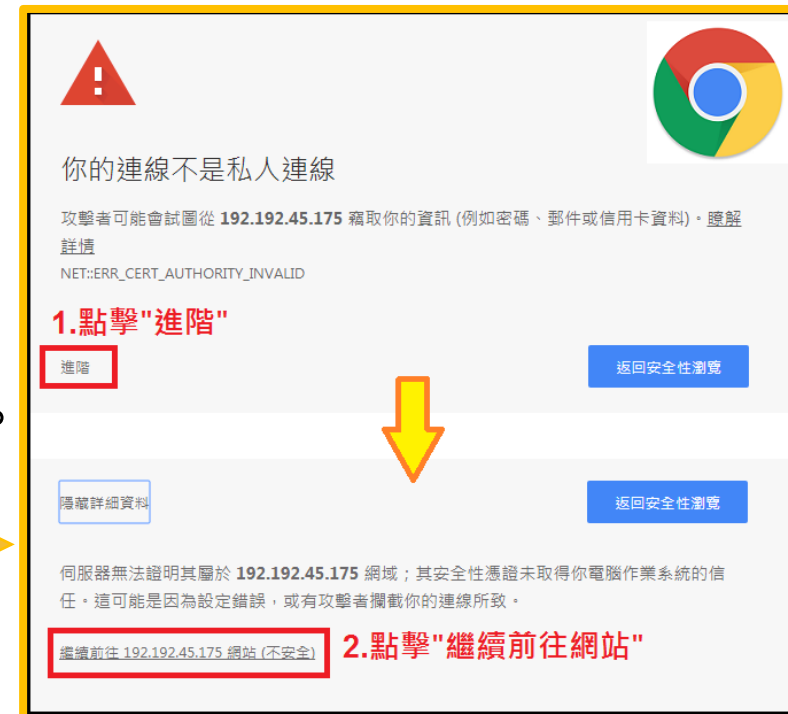 你的連線不是私人連線
攻擊者可能會試圖從 192.192.45.175 竊取你的資訊 (例如密碼、郵件或信用卡資料)。瞭解
詳情
NET::ERR_CERT_AUTHORITY_INVALID
1.點擊"進階"
進階
返回安全性瀏覽
隱藏詳細資料
返回安全性瀏覽
伺服器無法證明其屬於 192.192.45.175 網域；其安全性憑證未取得你電腦作業系統的信
任。這可能是因為設定錯誤，或有攻擊者攔截你的連線所致。
繼續前往 192.192.45.175 網站 (不安全)
2.點擊"繼續前往網站"